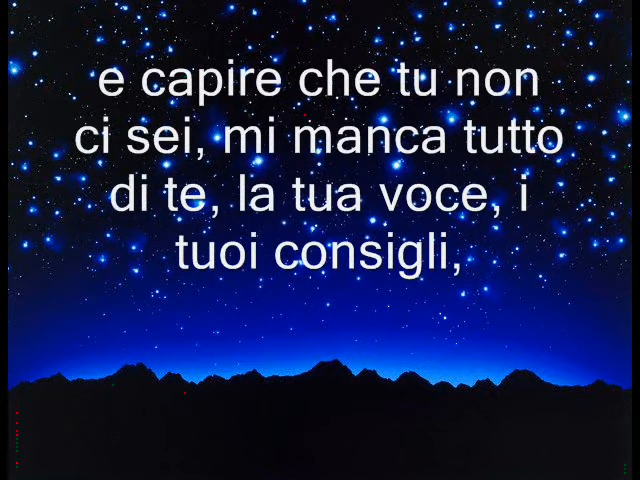 e capire che tu non
ci sei, mi manca tutto
di te, la tua voce, i
tuoi consigli,